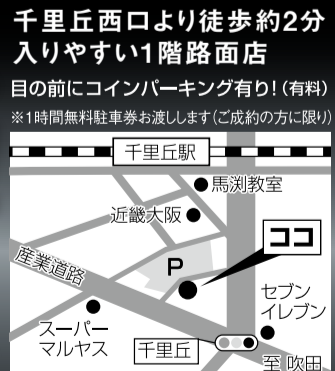 千里丘西口より徒歩約2分
入りやすい1階路面店
目の前にコインパーキング有り!(有料)
※1時間無料駐車券お渡しします(ご成約の方に限り)
千里丘駅
馬渕教室
近畿大阪
ココ
産業道路
P
セブン
イレブン
スーパー
マルヤス
千里丘
至 吹田